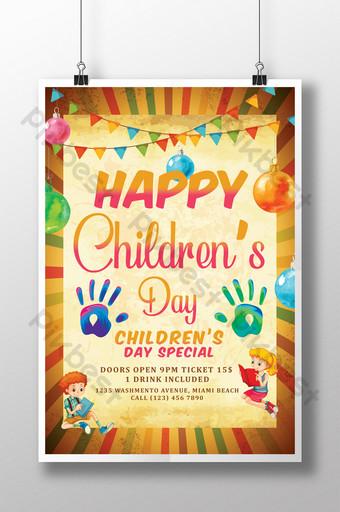 HAPPY
Children's
Day
CHILDREN'S
DAY SPECIAL
DOORS OPEN 9PM TICKET 15$
1 DRINK INCLUDED
1235 WASHMENTO AVENUE, MIAMI BEACH
CALL (123) 456 7890